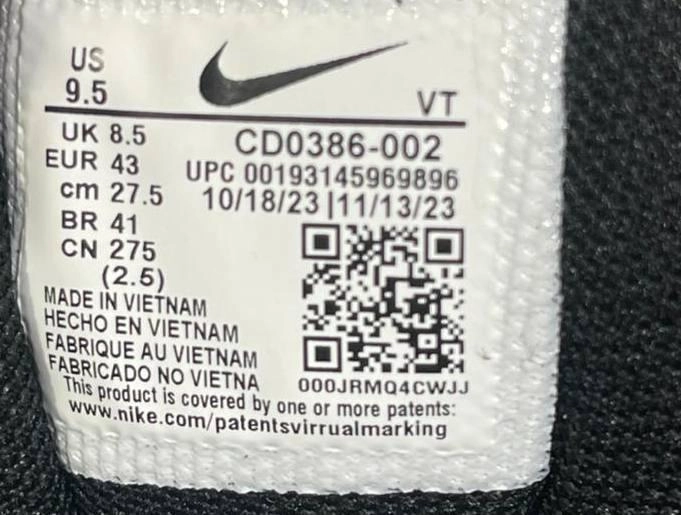 US
9.5
VT
UK 8.5
CD0386-002
EUR 43
UPC 00193145969896
cm 27.5
10/18/23 | 11/13/23
BR 41
CN 275
(2.5)
MADE IN VIETNAM
HECHO EN VIETNAM
FABRIQUE AU VIETNAM
FABRICADO NO VIETNA
000JRMQ4CWJJ
This product is covered by one or more patents:
www.nike.com/patentsvirrualmarking